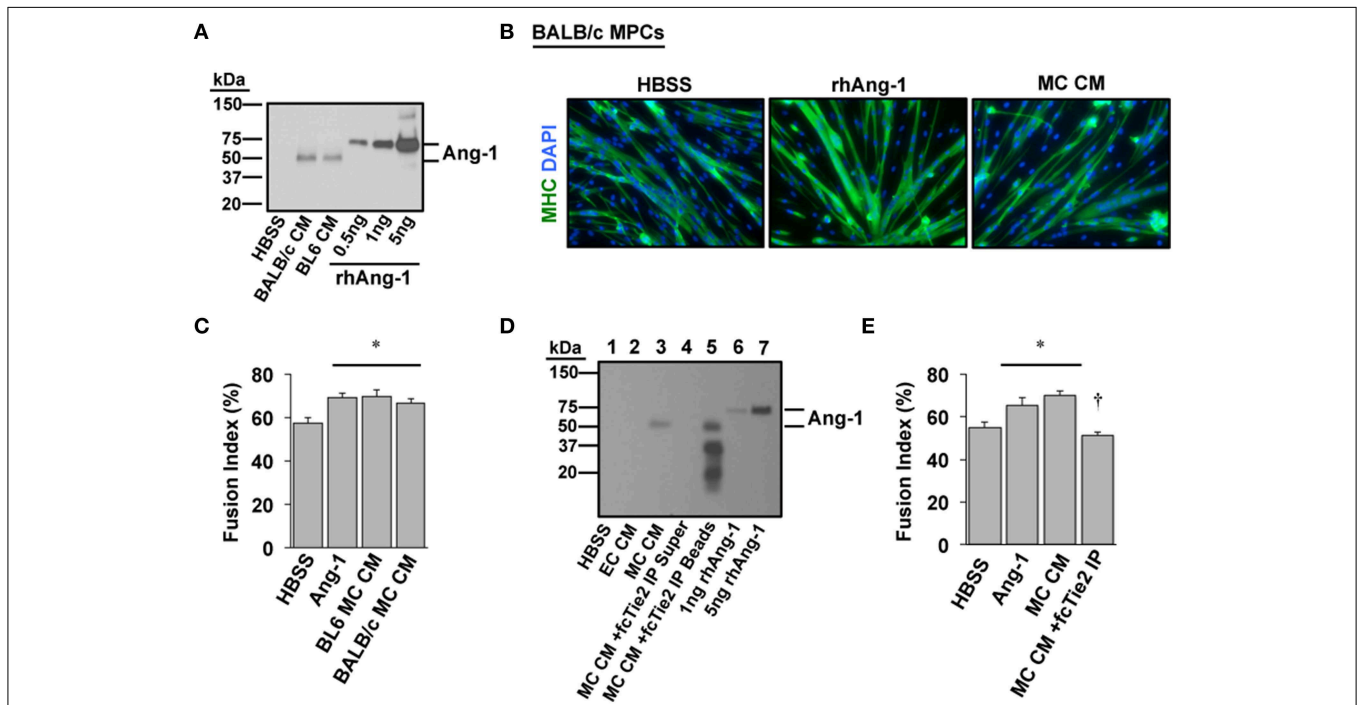 A
kDa
150
75
50
37
20
Ang-1
HBSS
BALB/c CM
BL6 CM
0.5ng
1ng
5ng
rhAng-1
B
BALB/c MPCs
HBSS
rhAng-1
MC CM
MHC DAPI
C
*
Fusion Index (%)
80
60
40
20
0
HBSS
Ang-1
BL6 MC CM
BALB/c MC CM
D
kDa
1 2 3 4 5 6 7
150
75
50
37
20
Ang-1
HBSS
EC CM
MC CM
MC CM +fcTie2 IP Super
MC CM +fcTie2 IP Beads
1ng rhAng-1
5ng rhAng-1
E
*
†
Fusion Index (%)
80
60
40
20
0
HBSS
Ang-1
MC CM
MC CM +fcTie2 IP